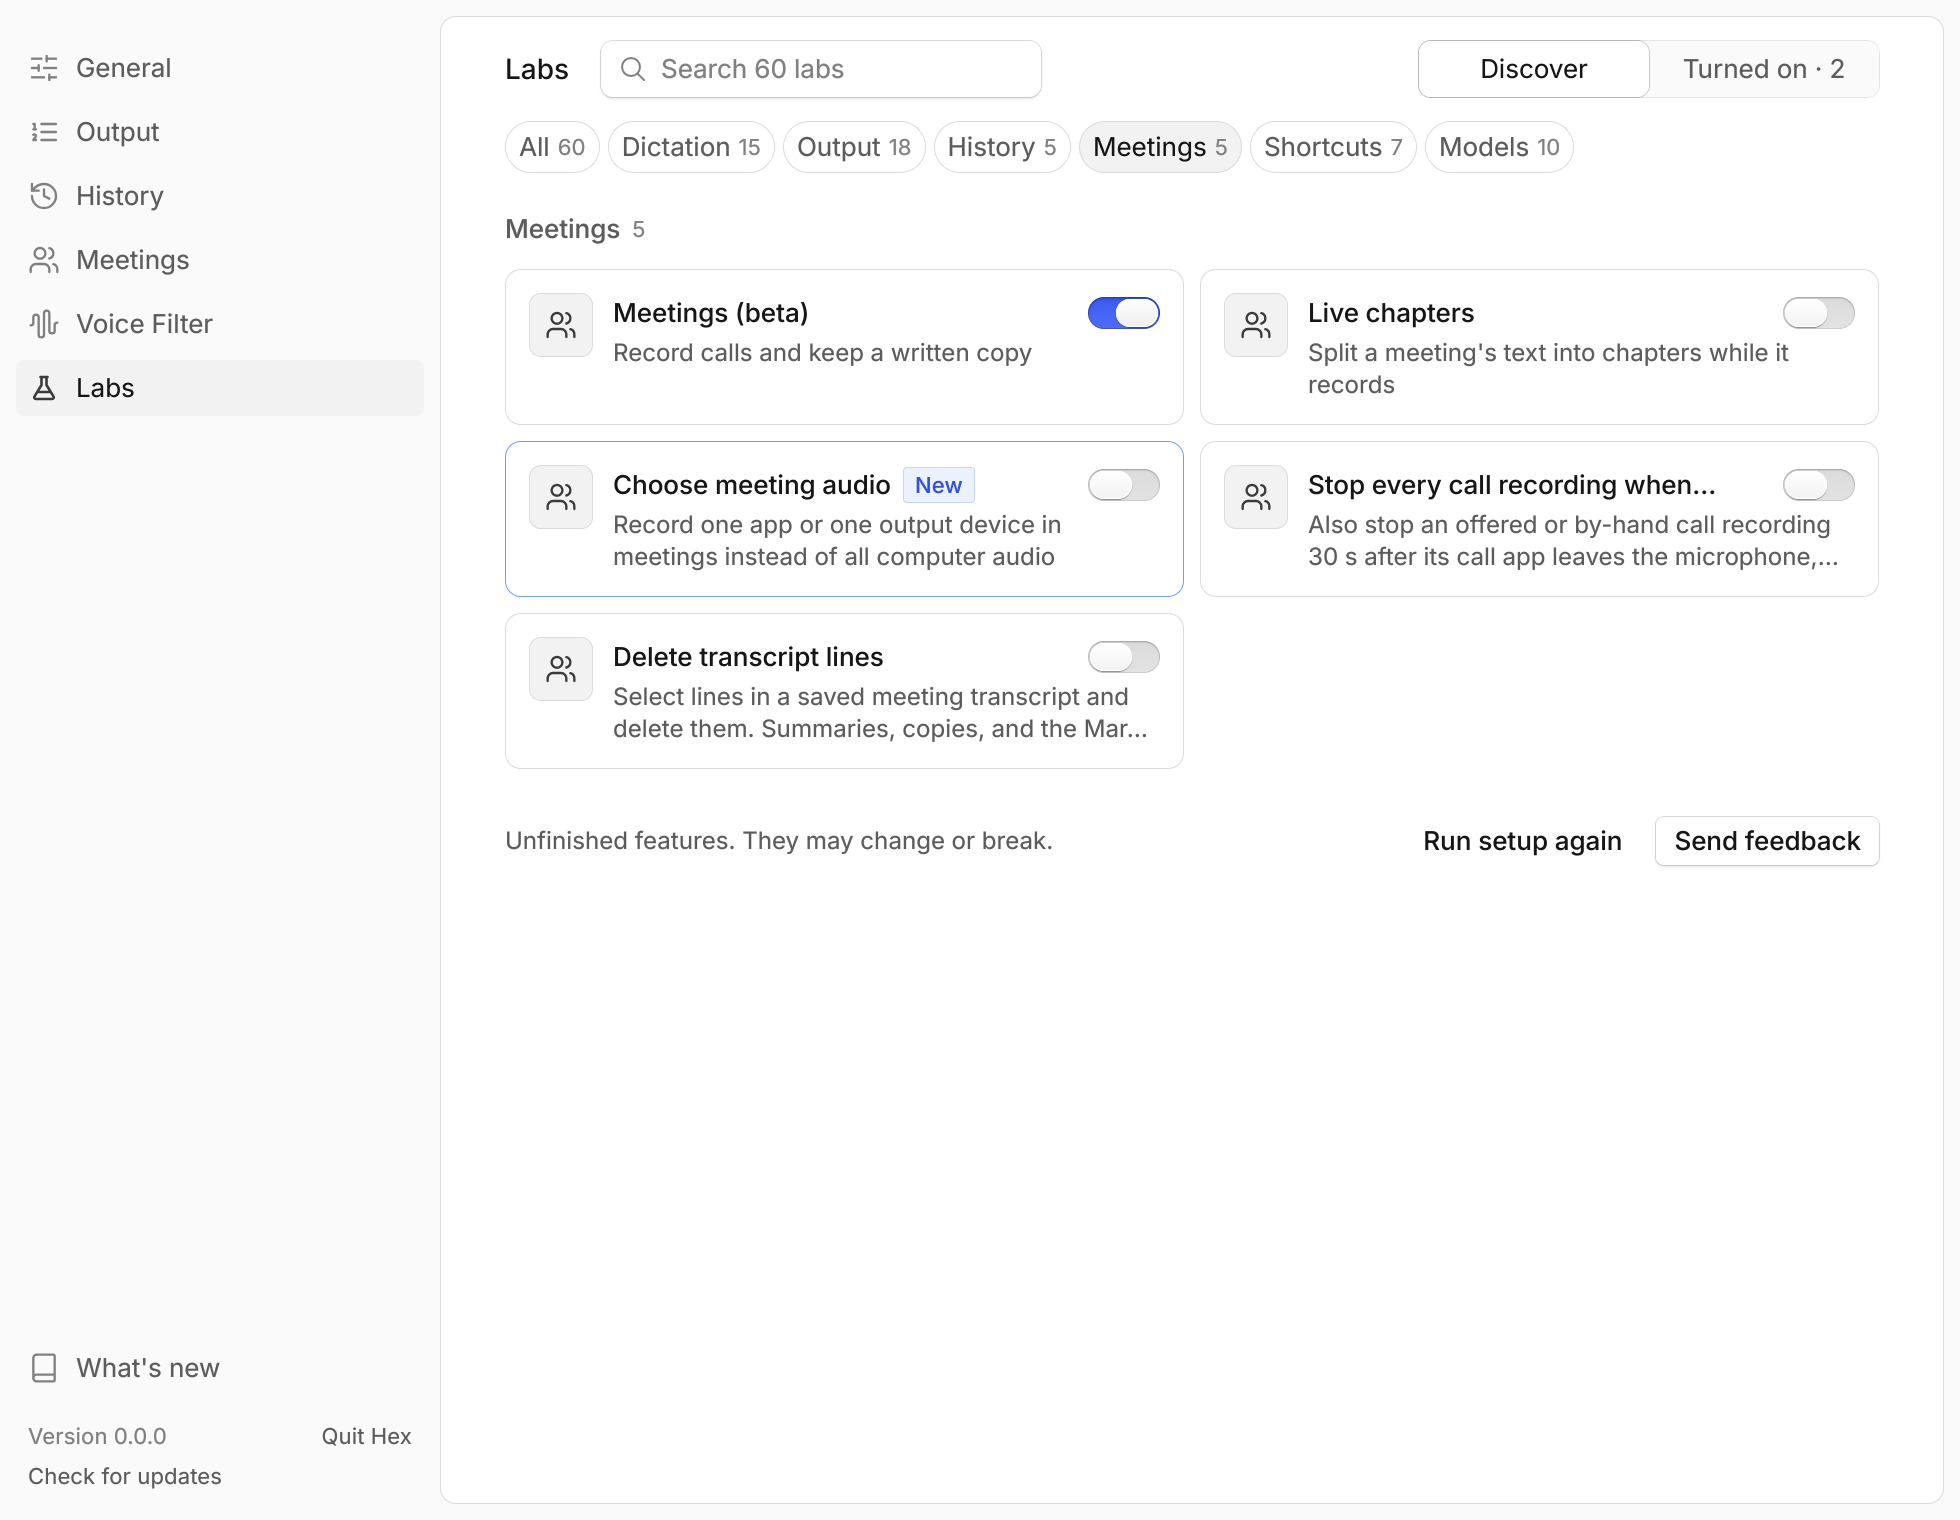 General
Output
History
Meetings
Voice Filter
Labs
What's new
Version 0.0.0
Quit Hex
Check for updates
Labs
Search 60 labs
Discover
Turned on · 2
All 60
Dictation 15
Output 18
History 5
Meetings 5
Shortcuts 7
Models 10
Meetings 5
Meetings (beta)
Record calls and keep a written copy
Live chapters
Split a meeting's text into chapters while it
records
Choose meeting audio New
Record one app or one output device in
meetings instead of all computer audio
Stop every call recording when...
Also stop an offered or by-hand call recording
30 s after its call app leaves the microphone,...
Delete transcript lines
Select lines in a saved meeting transcript and
delete them. Summaries, copies, and the Mar...
Unfinished features. They may change or break.
Run setup again
Send feedback